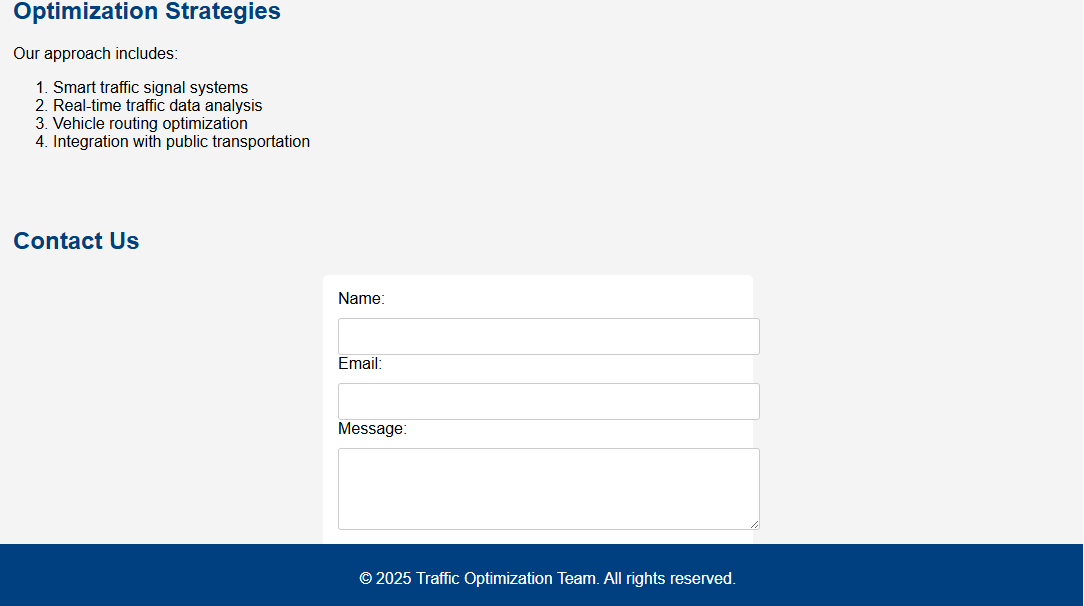 Optimization Strategies
Our approach includes:
1. Smart traffic signal systems
2. Real-time traffic data analysis
3. Vehicle routing optimization
4. Integration with public transportation
Contact Us
Name:
Email:
Message:
© 2025 Traffic Optimization Team. All rights reserved.